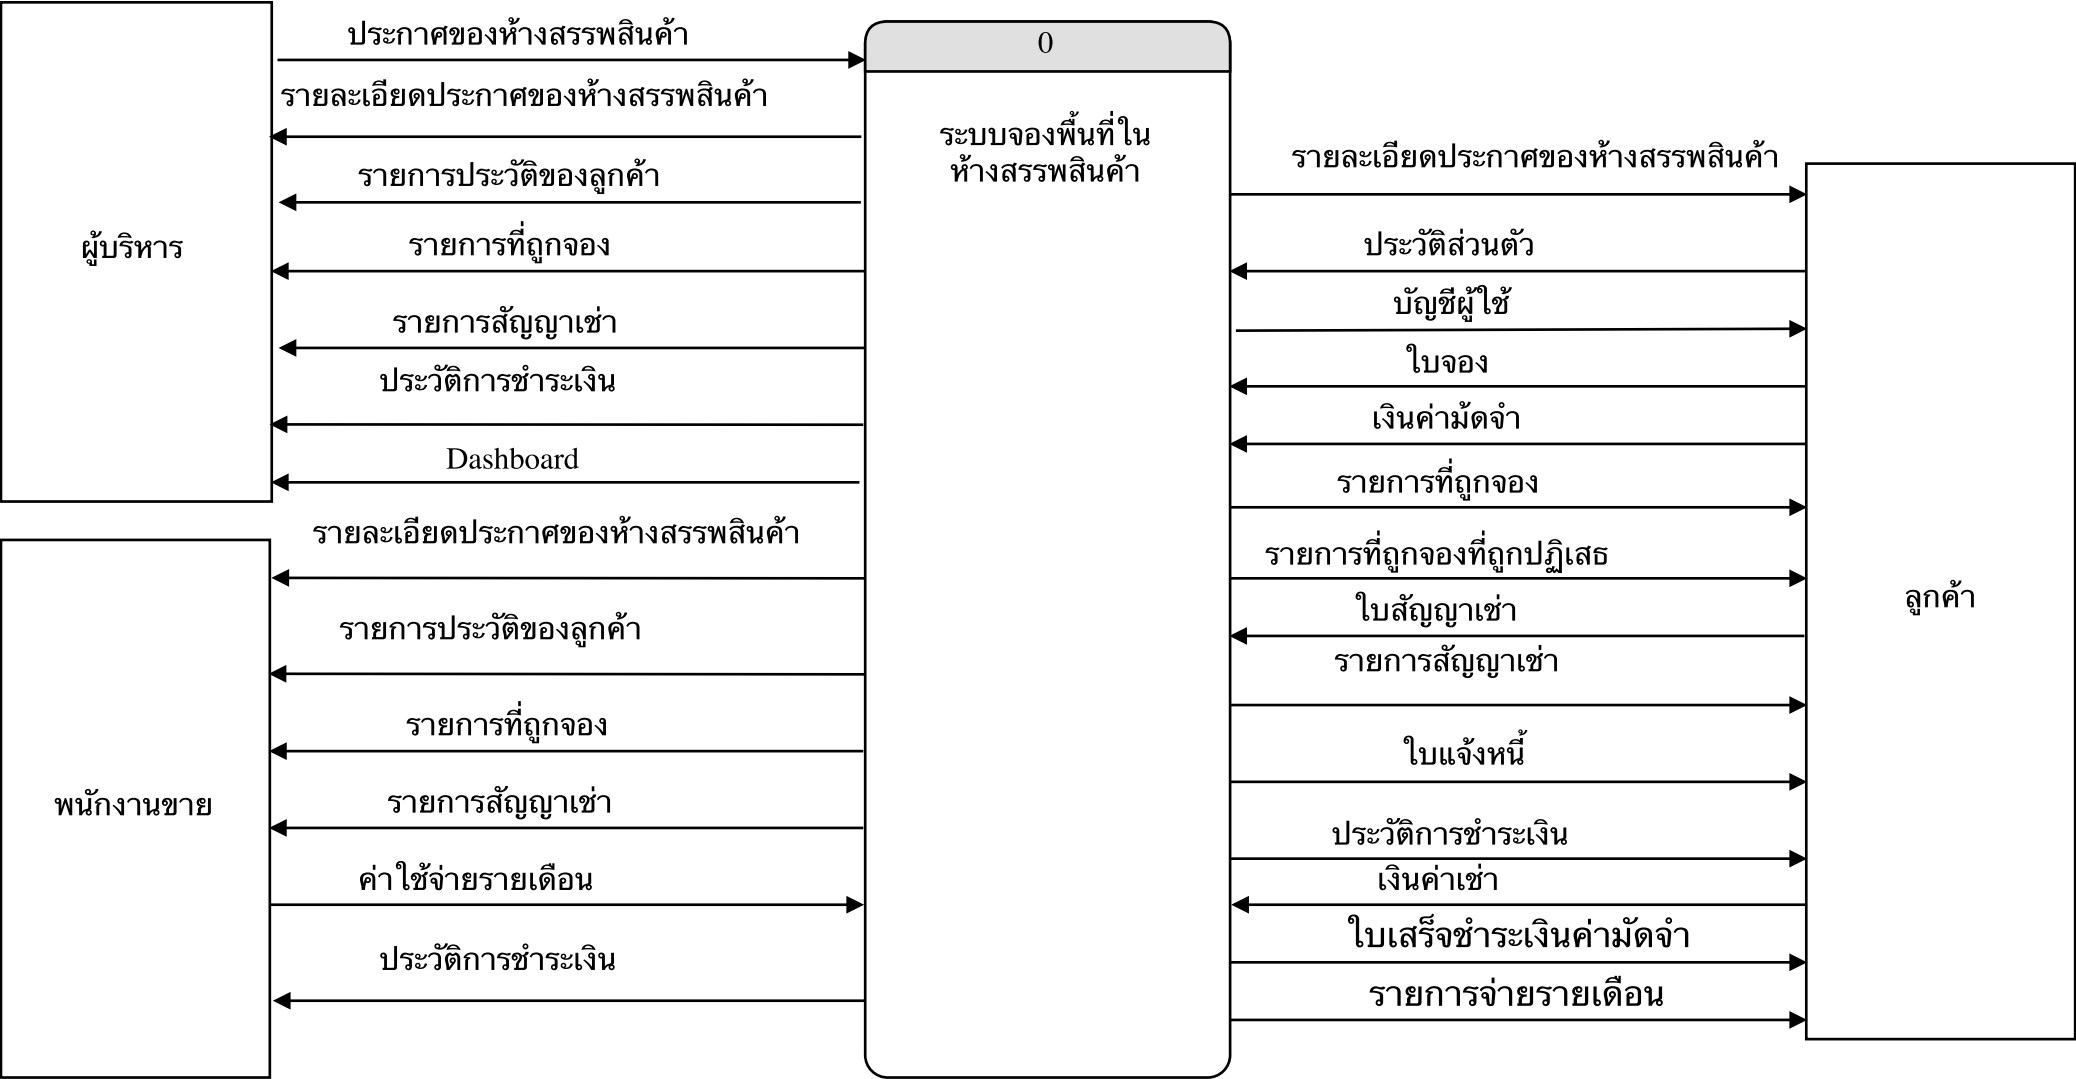 ประกาศของห้างสรรพสินค้า
รายละเอียดประกาศของห้างสรรพสินค้า
รายการประวัติของลูกค้า
ผู้บริหาร
รายการที่ถูกจอง
รายการสัญญาเช่า
ประวัติการชำระเงิน
Dashboard
รายละเอียดประกาศของห้างสรรพสินค้า
รายการประวัติของลูกค้า
รายการที่ถูกจอง
พนักงานขาย
รายการสัญญาเช่า
ค่าใช้จ่ายรายเดือน
ประวัติการชำระเงิน
0
ระบบจองพื้นที่ใน
ห้างสรรพสินค้า
รายละเอียดประกาศของห้างสรรพสินค้า
ประวัติส่วนตัว
บัญชีผู้ใช้
ใบจอง
เงินค่ามัดจำ
รายการที่ถูกจอง
รายการที่ถูกจองที่ถูกปฏิเสธ
ลูกค้า
ใบสัญญาเช่า
รายการสัญญาเช่า
ใบแจ้งหนี้
ประวัติการชำระเงิน
เงินค่าเช่า
ใบเสร็จชำระเงินค่ามัดจำ
รายการจ่ายรายเดือน